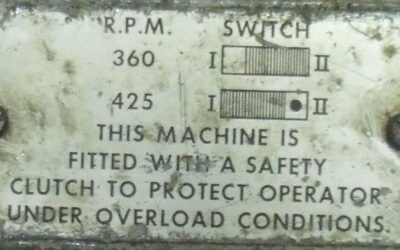 R.P.M. SWITCH
360 I II
425 I II
THIS MACHINE IS
FITTED WITH A SAFETY
CLUTCH TO PROTECT OPERATOR
UNDER OVERLOAD CONDITIONS.